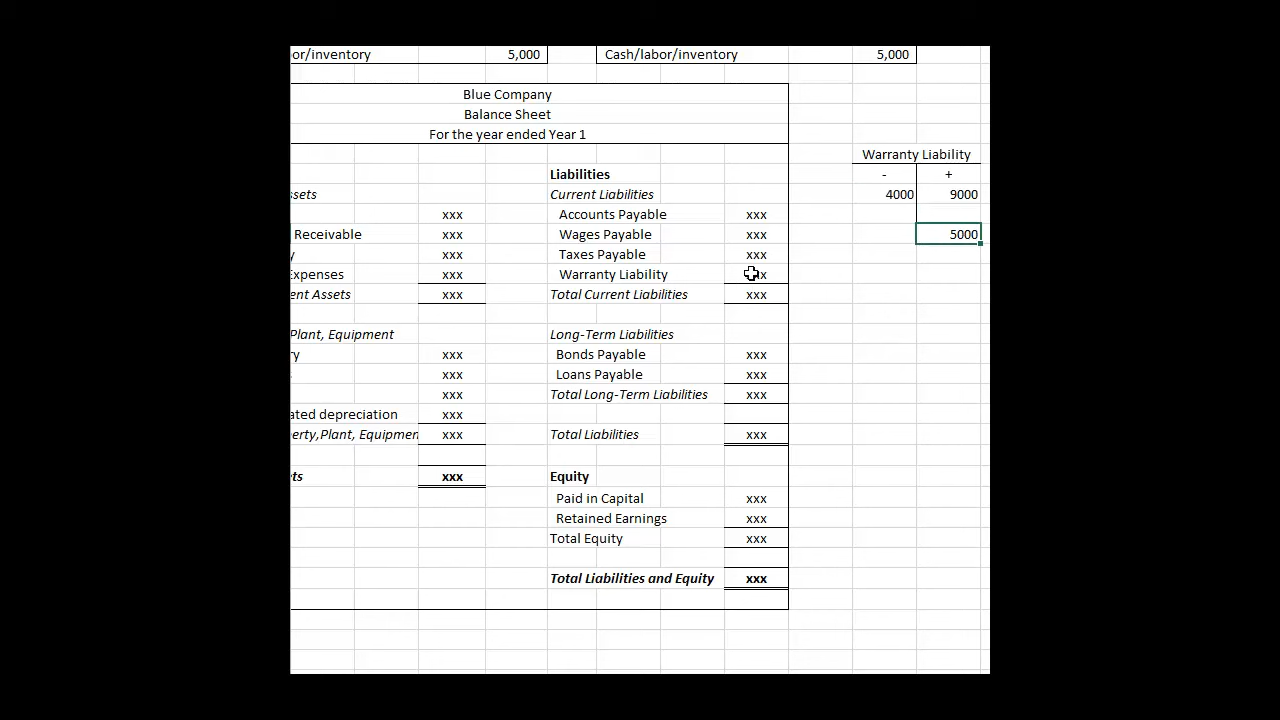 or/inventory 5,000 Cash/labor/inventory 5,000
Blue Company
Balance Sheet
For the year ended Year 1
Warranty Liability
Liabilities - +
ssets Current Liabilities 4000 9000
xxx Accounts Payable xxx
Receivable xxx Wages Payable xxx 5000
y xxx Taxes Payable xxx
Expenses xxx Warranty Liability
ent Assets xxx Total Current Liabilities xxx
Plant, Equipment Long-Term Liabilities
ry xxx Bonds Payable xxx
xxx Loans Payable xxx
xxx Total Long-Term Liabilities xxx
ated depreciation xxx
erty,Plant, Equipmen xxx Total Liabilities xxx
ts xxx Equity
Paid in Capital xxx
Retained Earnings xxx
Total Equity xxx
Total Liabilities and Equity xxx